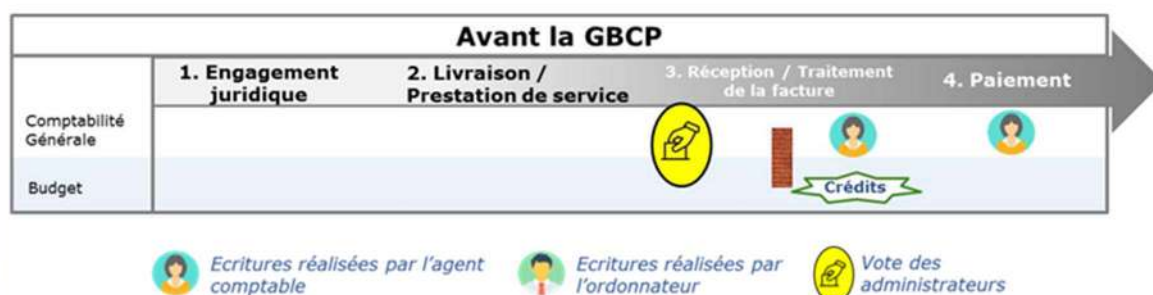 Avant la GBCP
1. Engagement
juridique
2. Livraison /
Prestation de service
3. Réception / Traitement
de la facture
4. Paiement
Comptabilité
Générale
Budget
Crédits
Ecritures réalisées par l'agent
comptable
Ecritures réalisées par
l'ordonnateur
Vote des
administrateurs